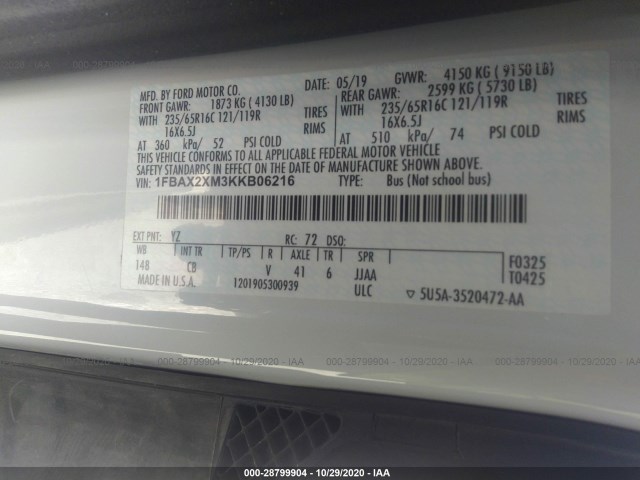 MFD. BY FORD MOTOR CO. DATE: 05/19 GVWR: 4150 KG ( 9150 LB)
FRONT GAWR: 1873 KG ( 4130 LB) REAR GAWR: 2599 KG ( 5730 LB)
WITH 235/65R16C 121/119R TIRES WITH 235/65R16C 121/119R TIRES
16X6.5J RIMS 16X6.5J RIMS
AT 360 kPa/ 52 PSI COLD AT 510 kPa/ 74 PSI COLD
THIS VEHICLE CONFORMS TO ALL APPLICABLE FEDERAL MOTOR VEHICLE
SAFETY STANDARD IN EFFECT ON THE DATE OF MANUFACTURE SHOWN ABOVE.
VIN: 1FBAX2XM3KKB06216 TYPE: Bus (Not school bus)
EXT PNT: YZ RC: 72 DSO:
WB INT TR TP/PS R AXLE TR SPR
148 CB V 41 6 JJAA
F0325
T0425
MADE IN U.S.A. 1201905300939 ULC 5U5A-3520472-AA
000-28799904 - 10/29/2020 - IAA
000-28799904 - 10/29/2020 - IAA
000-28799904 - 10/29/2020 - IAA